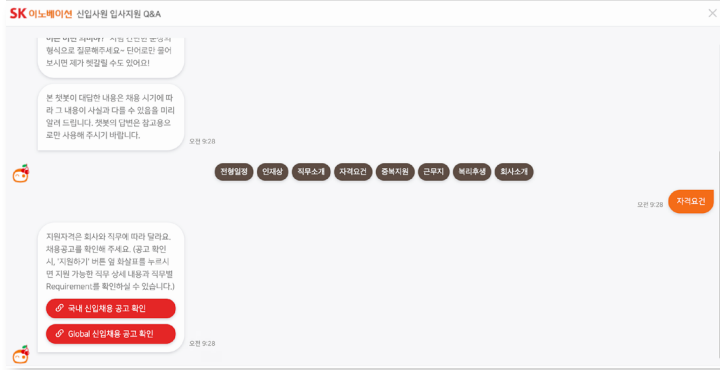 SK 이노베이션 신입사원 입사지원 Q&A
형식으로 질문해주세요~ 단어로만 물어
보시면 제가 헷갈릴 수도 있어요!
본 챗봇이 대답한 내용은 채용 시기에 따
라 그 내용이 사실과 다를 수 있음을 미리
알려 드립니다. 챗봇의 답변은 참고용으
로만 사용해 주시기 바랍니다.
오전 9:28
전형일정 인재상 직무소개 자격요건 중복지원 근무지 복리후생 회사소개
오전 9:28 자격요건
지원자격은 회사와 직무에 따라 달라요.
채용공고를 확인해 주세요. (공고 확인
시, '지원하기' 버튼 옆 화살표를 누르시
면 지원 가능한 직무 상세 내용과 직무별
Requirement를 확인하실 수 있습니다.)
국내 신입채용 공고 확인
Global 신입채용 공고 확인
오전 9:28